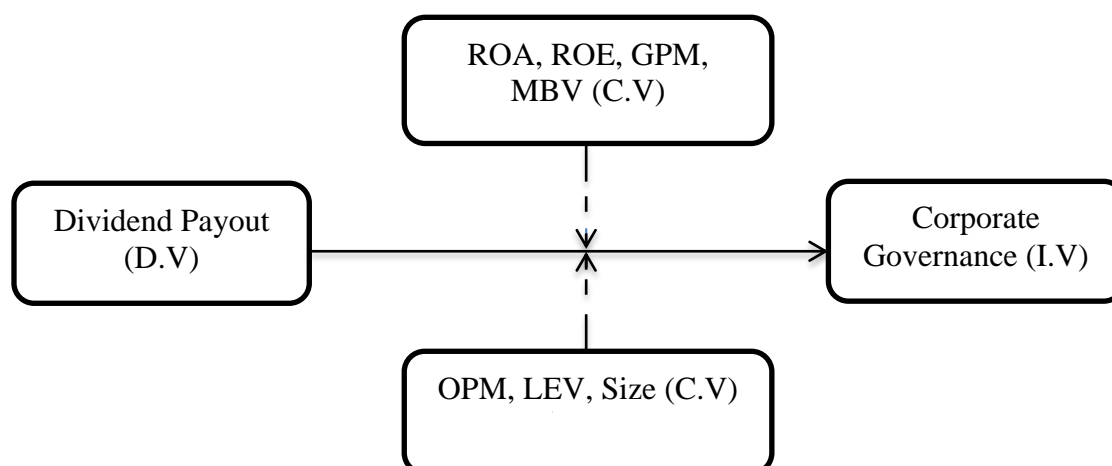 ROA, ROE, GPM,
MBV (C.V)
Dividend Payout
(D.V)
Corporate
Governance (I.V)
OPM, LEV, Size (C.V)